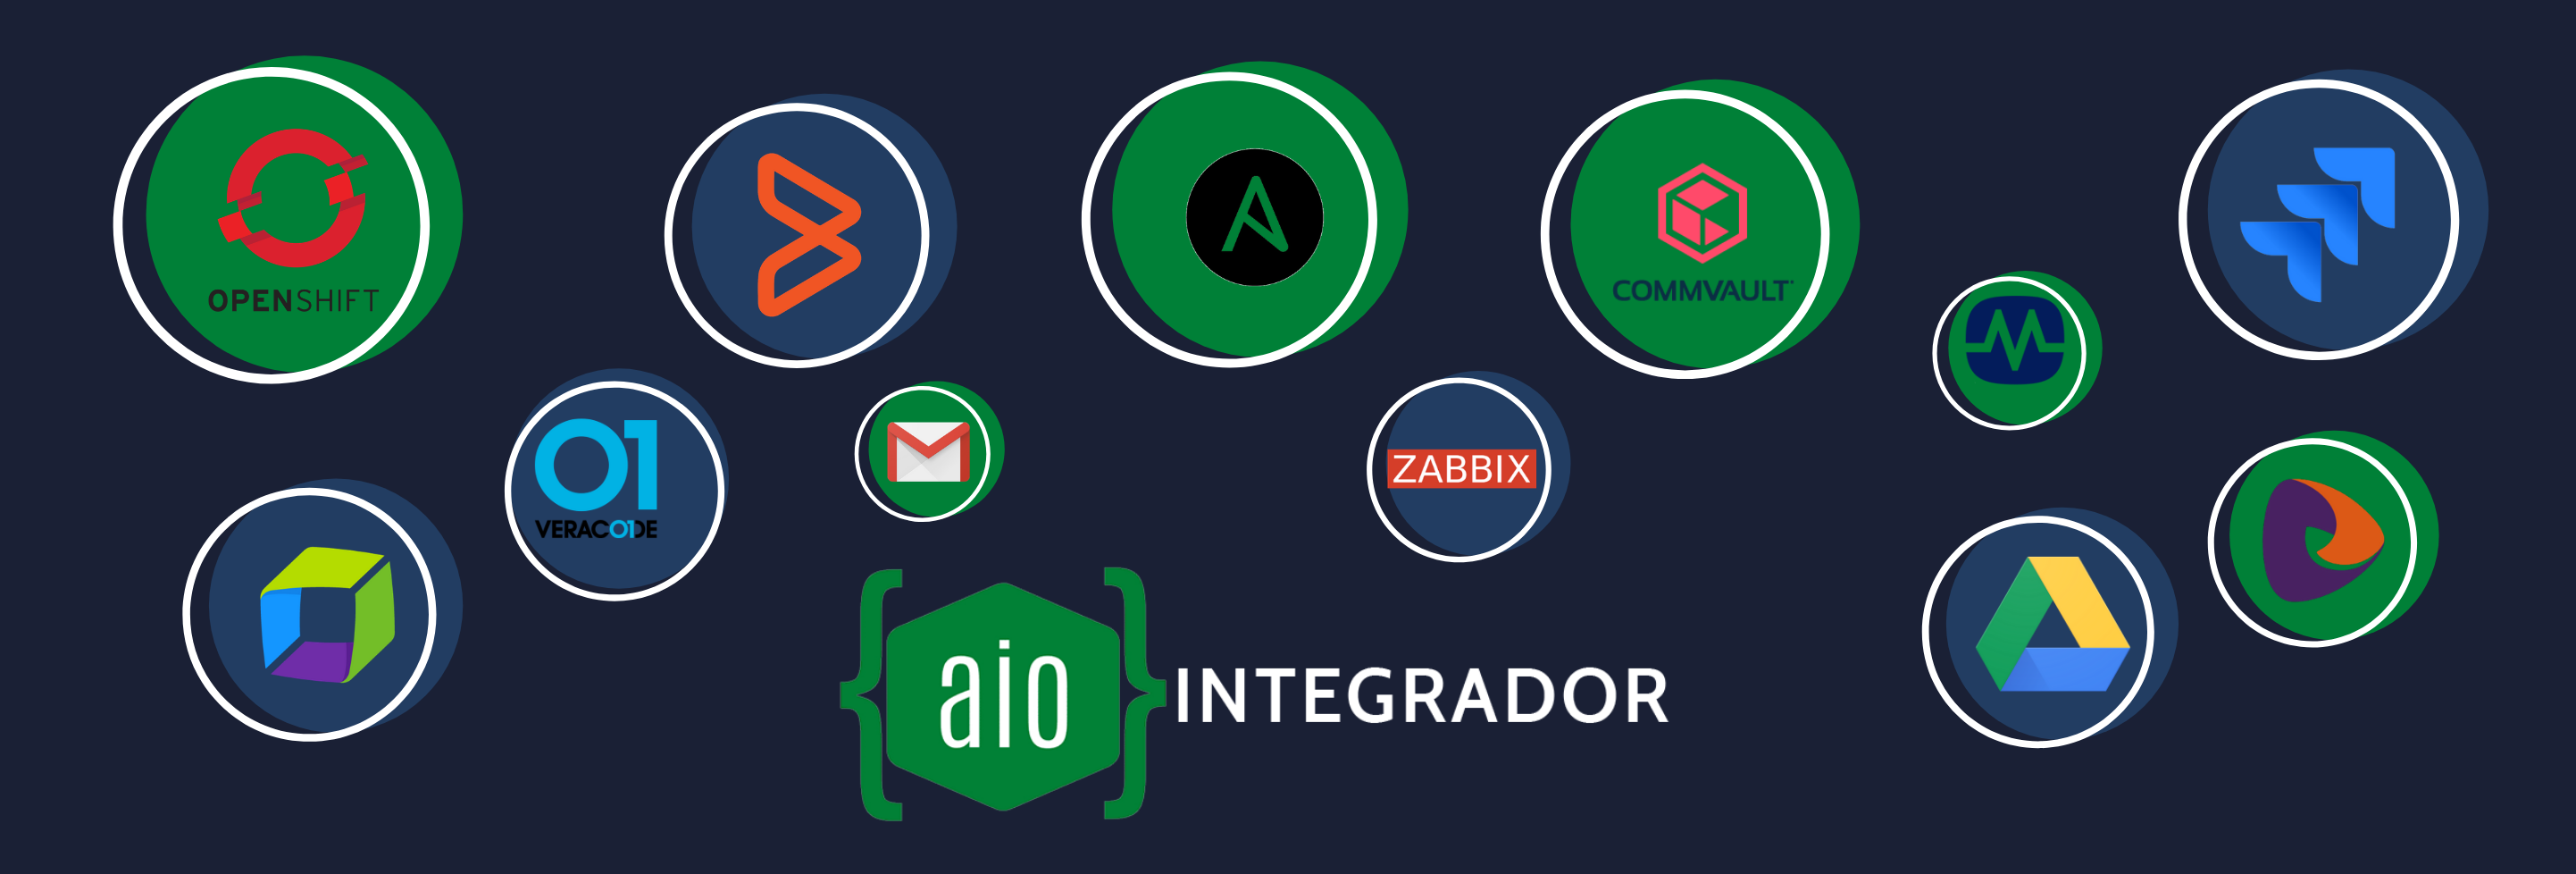 OPENSHIFT
COMMVAULT
VERACODE
ZABBIX
aio
INTEGRADOR